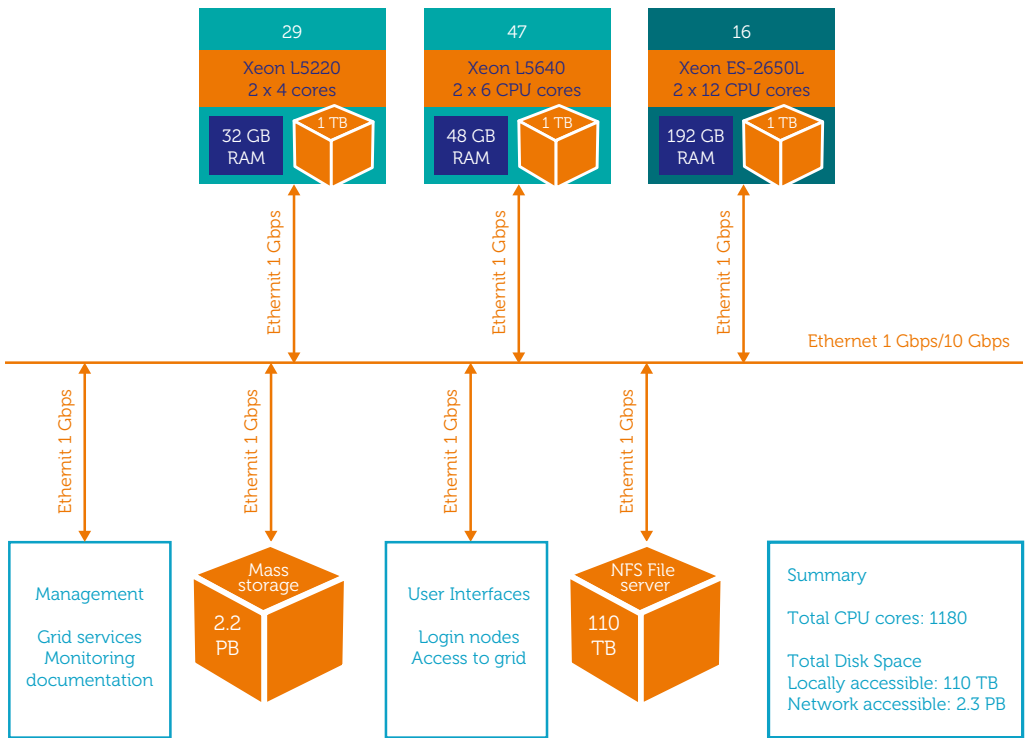 29
Xeon L5220
2 x 4 cores
32 GB
RAM
1 TB
47
Xeon L5640
2 x 6 CPU cores
48 GB
RAM
1 TB
16
Xeon ES-2650L
2 x 12 CPU cores
192 GB
RAM
1 TB
Ethernit 1 Gbps
Ethernit 1 Gbps
Ethernit 1 Gbps
Ethernet 1 Gbps/10 Gbps
Ethernit 1 Gbps
Ethernit 1 Gbps
Ethernit 1 Gbps
Ethernit 1 Gbps
Management
Grid services
Monitoring
documentation
Mass
storage
2.2
PB
User Interfaces
Login nodes
Access to grid
NFS File
server
110
TB
Summary
Total CPU cores: 1180
Total Disk Space
Locally accessible: 110 TB
Network accessible: 2.3 PB